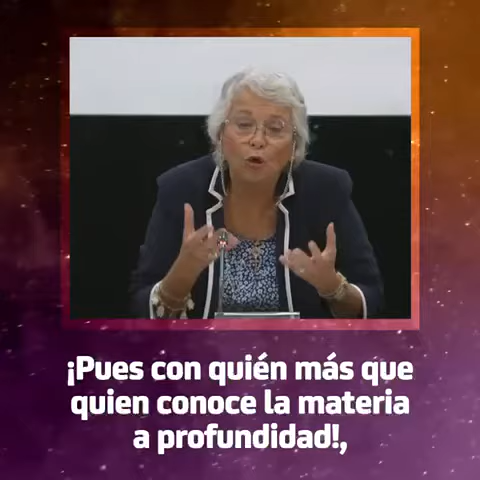 ¡Pues con quién más que
quien conoce la materia
a profundidad!,